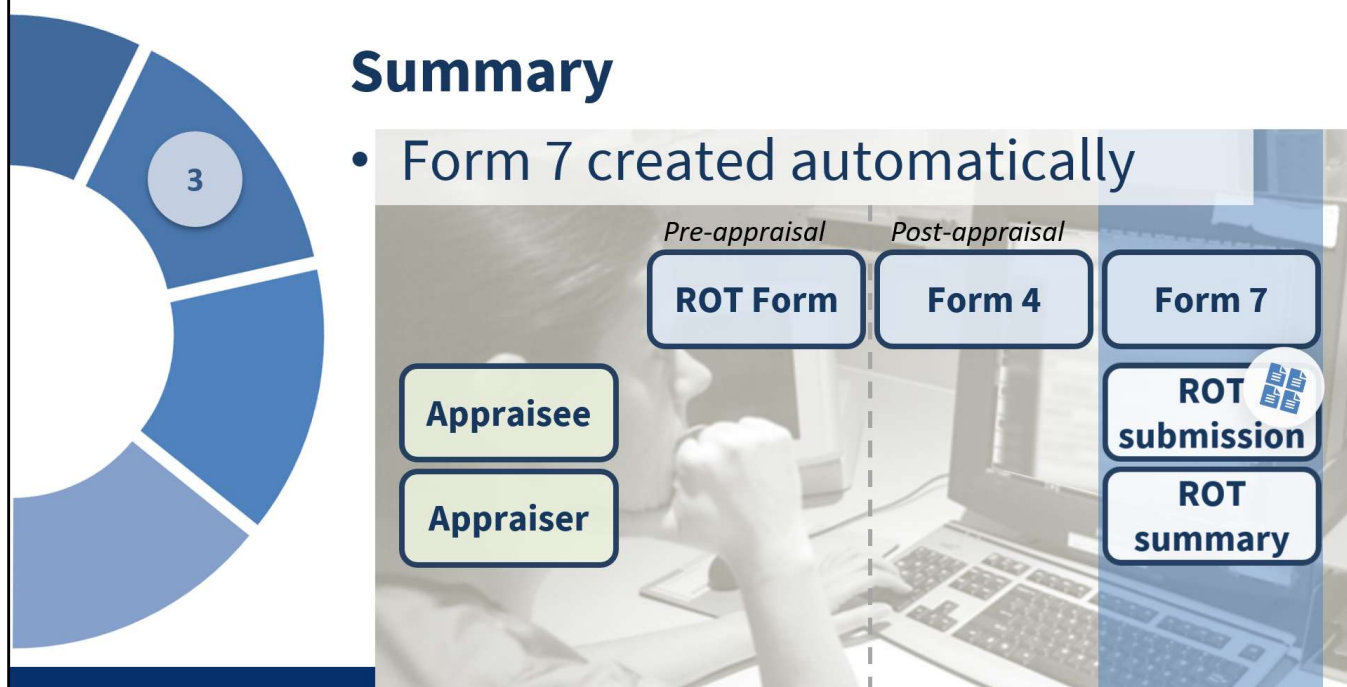 Summary
3
• Form 7 created automatically
Pre-appraisal
Post-appraisal
ROT Form
Form 4
Form 7
Appraisee
ROT
submission
Appraiser
ROT
summary